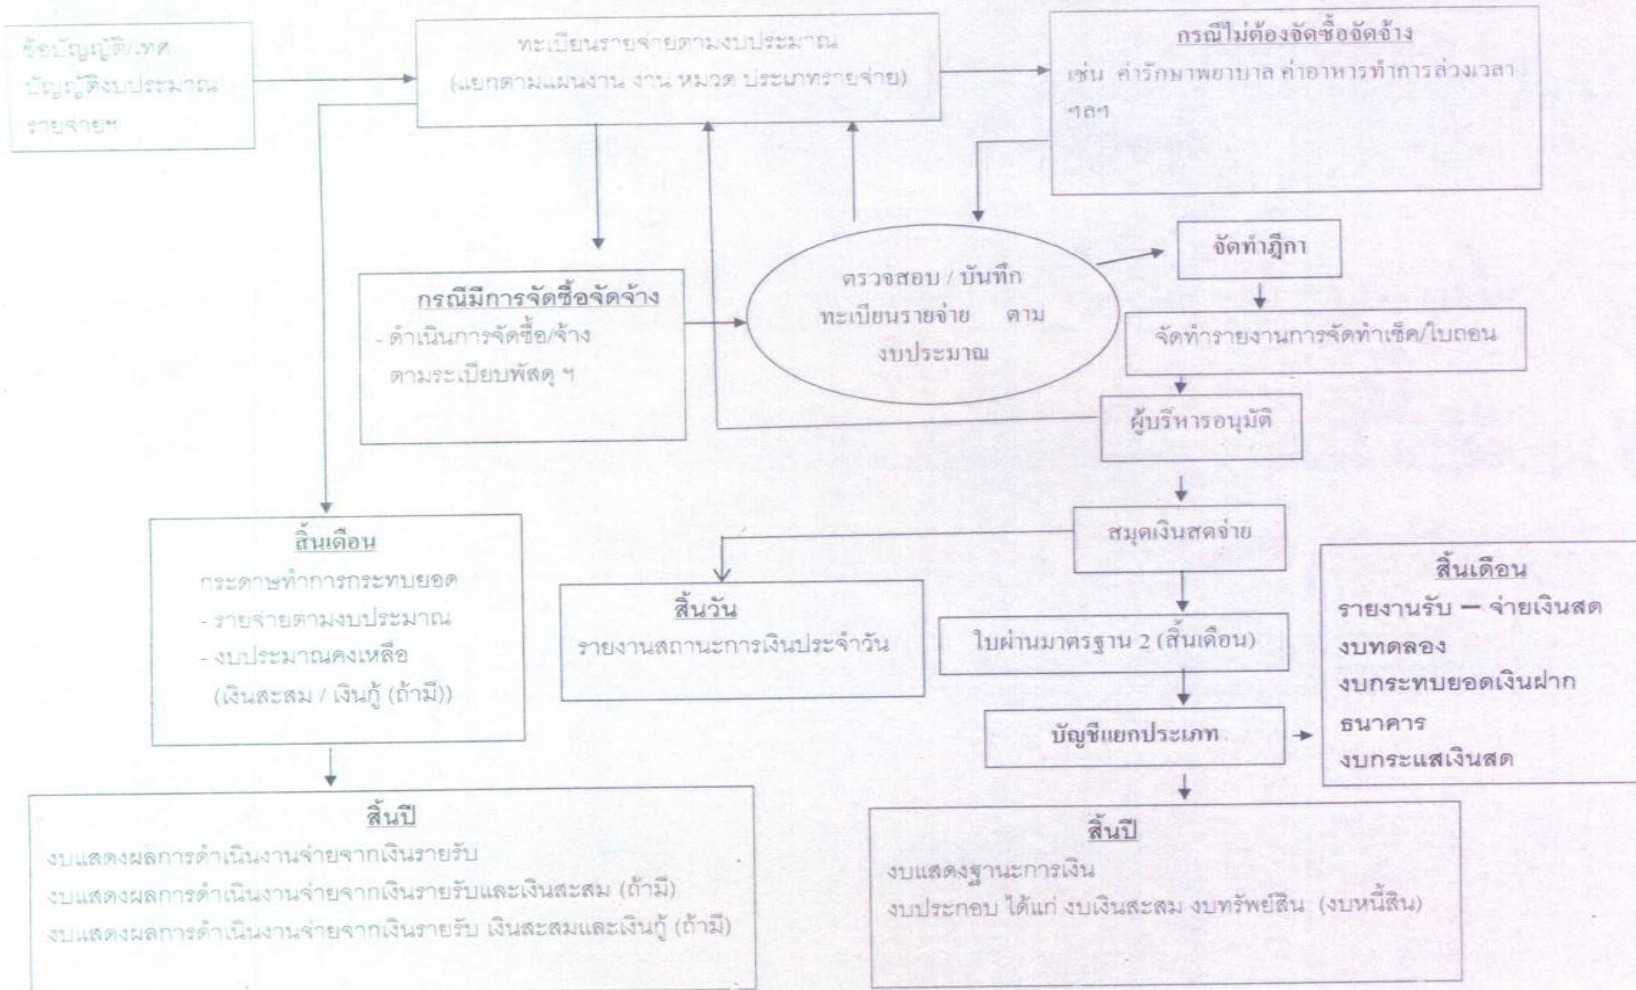 ข้อบัญญัติ/เทศ
บัญญัติงบประมาณ
รายจ่ายฯ
ทะเบียนรายจ่ายตามงบประมาณ
(แยกตามแผนงาน งาน หมวด ประเภทรายจ่าย)
กรณีไม่ต้องจัดซื้อจัดจ้าง
เช่น ค่ารักษาพยาบาล ค่าอาหารทำการล่วงเวลา
ฯลฯ
กรณีมีการจัดซื้อจัดจ้าง
- ดำเนินการจัดซื้อ/จ้าง
ตามระเบียบพัสดุ ฯ
ตรวจสอบ / บันทึก
ทะเบียนรายจ่าย ตาม
งบประมาณ
จัดทำฎีกา
จัดทำรายงานการจัดทำเช็ค/ใบถอน
ผู้บริหารอนุมัติ
สมุดเงินสดจ่าย
สิ้นเดือน
กระดาษทำการกระทบยอด
- รายจ่ายตามงบประมาณ
- งบประมาณคงเหลือ
(เงินสะสม / เงินกู้ (ถ้ามี))
สิ้นวัน
รายงานสถานะการเงินประจำวัน
ใบผ่านมาตรฐาน 2 (สิ้นเดือน)
บัญชีแยกประเภท
สิ้นเดือน
รายงานรับ – จ่ายเงินสด
งบทดลอง
งบกระทบยอดเงินฝาก
ธนาคาร
งบกระแสเงินสด
สิ้นปี
งบแสดงผลการดำเนินงานจ่ายจากเงินรายรับ
งบแสดงผลการดำเนินงานจ่ายจากเงินรายรับและเงินสะสม (ถ้ามี)
งบแสดงผลการดำเนินงานจ่ายจากเงินรายรับ เงินสะสมและเงินกู้ (ถ้ามี)
สิ้นปี
งบแสดงฐานะการเงิน
งบประกอบ ได้แก่ งบเงินสะสม งบทรัพย์สิน (งบหนี้สิน)